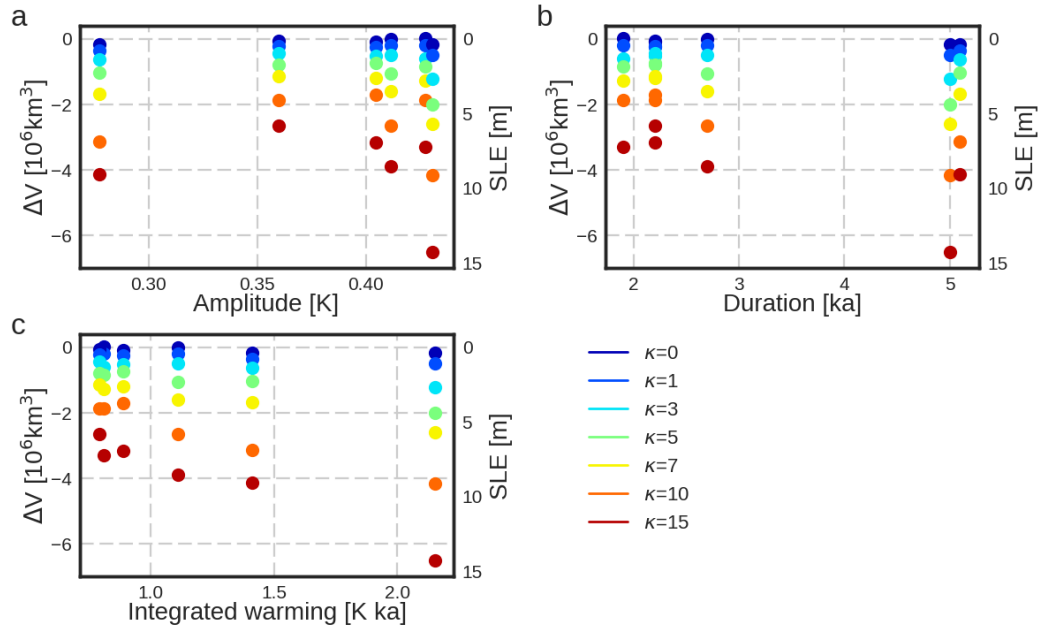 a
0
−2
−4
−6
ΔV [10⁶km³]
0
5
10
15
SLE [m]
0.30
0.35
0.40
Amplitude [K]
b
0
−2
−4
−6
ΔV [10⁶km³]
0
5
10
15
SLE [m]
2
3
4
5
Duration [ka]
c
0
−2
−4
−6
ΔV [10⁶km³]
0
5
10
15
SLE [m]
1.0
1.5
2.0
Integrated warming [K ka]
κ=0
κ=1
κ=3
κ=5
κ=7
κ=10
κ=15